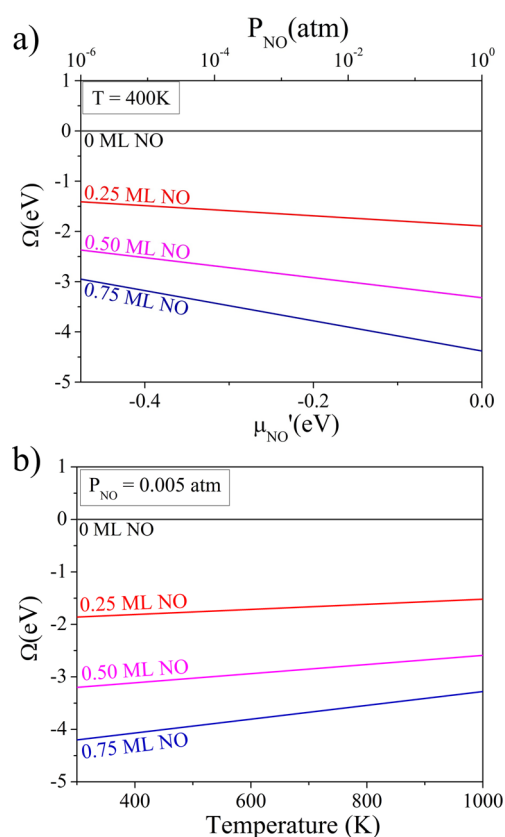 a)
P_NO(atm)
10^-6 10^-4 10^-2 10^0
1
T = 400K
0
0 ML NO
-1
0.25 ML NO
-2
0.50 ML NO
-3
0.75 ML NO
-4
-5
Ω(eV)
-0.4 -0.2 0.0
μ_NO'(eV)
b)
1
P_NO = 0.005 atm
0
0 ML NO
-1
0.25 ML NO
-2
-3
0.50 ML NO
-4
0.75 ML NO
-5
Ω(eV)
400 600 800 1000
Temperature (K)